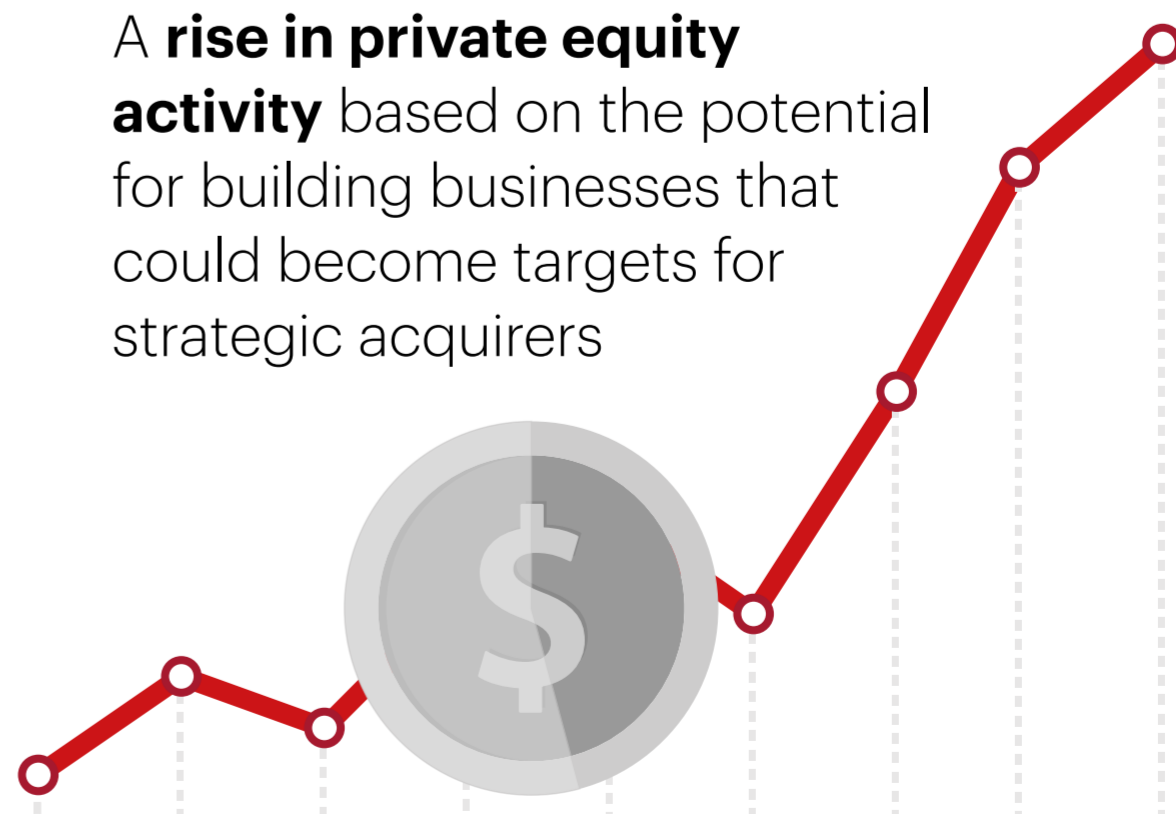 A rise in private equity
activity based on the potential
for building businesses that
could become targets for
strategic acquirers
$